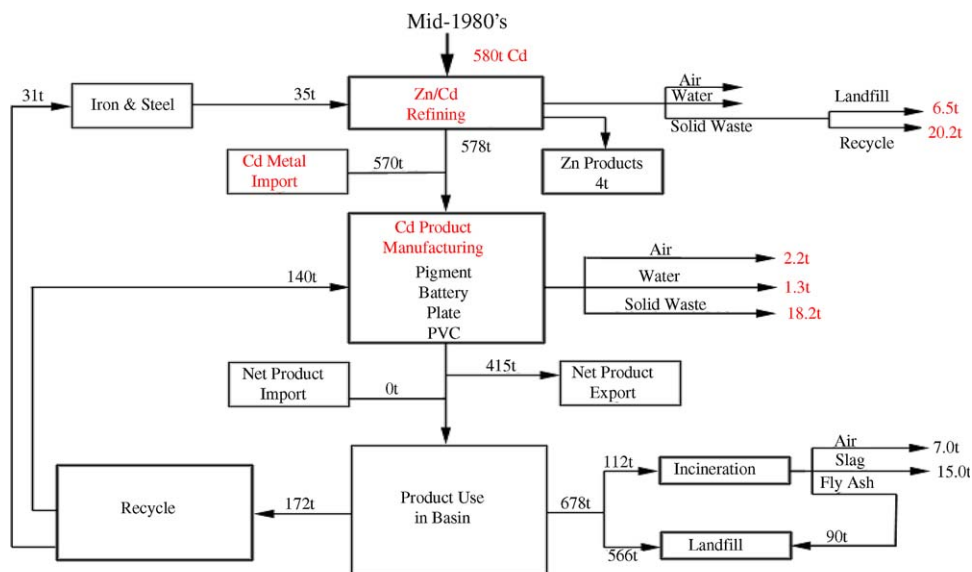 Mid-1980's
580t Cd
31t
Iron & Steel
35t
Zn/Cd
Refining
Air
Water
Solid Waste
Landfill
6.5t
20.2t
Recycle
Cd Metal
Import
570t
578t
Zn Products
4t
Cd Product
Manufacturing
Pigment
Battery
Plate
PVC
140t
Air
2.2t
Water
1.3t
Solid Waste
18.2t
Net Product
Import
0t
415t
Net Product
Export
Recycle
172t
Product Use
in Basin
678t
112t
Incineration
Air
7.0t
Slag
15.0t
Fly Ash
566t
Landfill
90t